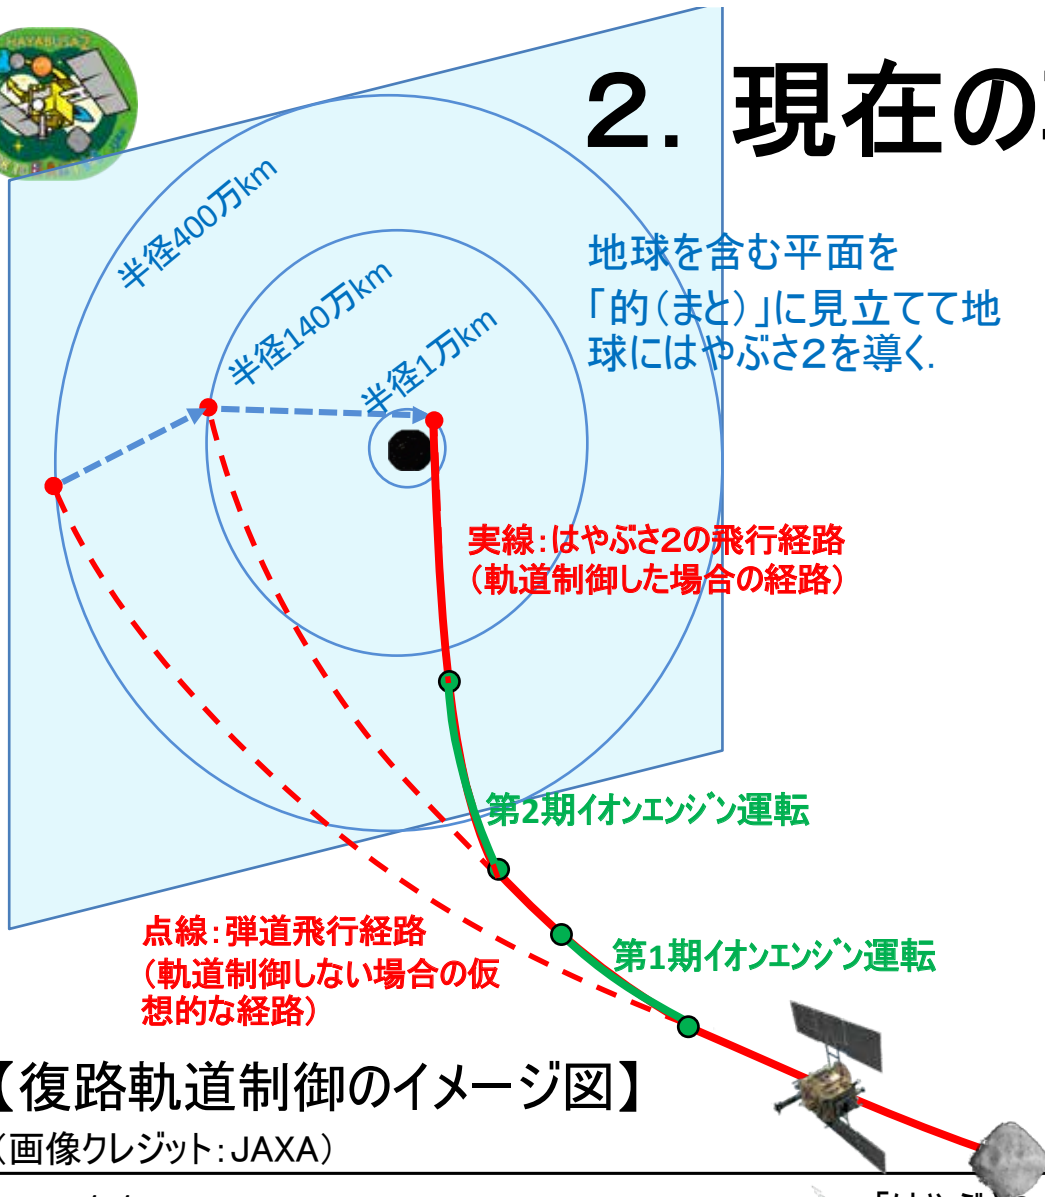 HAYABUSA2
２．現在の
半径400万km
地球を含む平面を
「的（まと）」に見立てて地
球にはやぶさ２を導く.
半径140万km
半径1万km
実線：はやぶさ２の飛行経路
（軌道制御した場合の経路）
第2期イオンエンジン運転
点線：弾道飛行経路
（軌道制御しない場合の仮
想的な経路）
第1期イオンエンジン運転
【復路軌道制御のイメージ図】
（画像クレジット：JAXA）